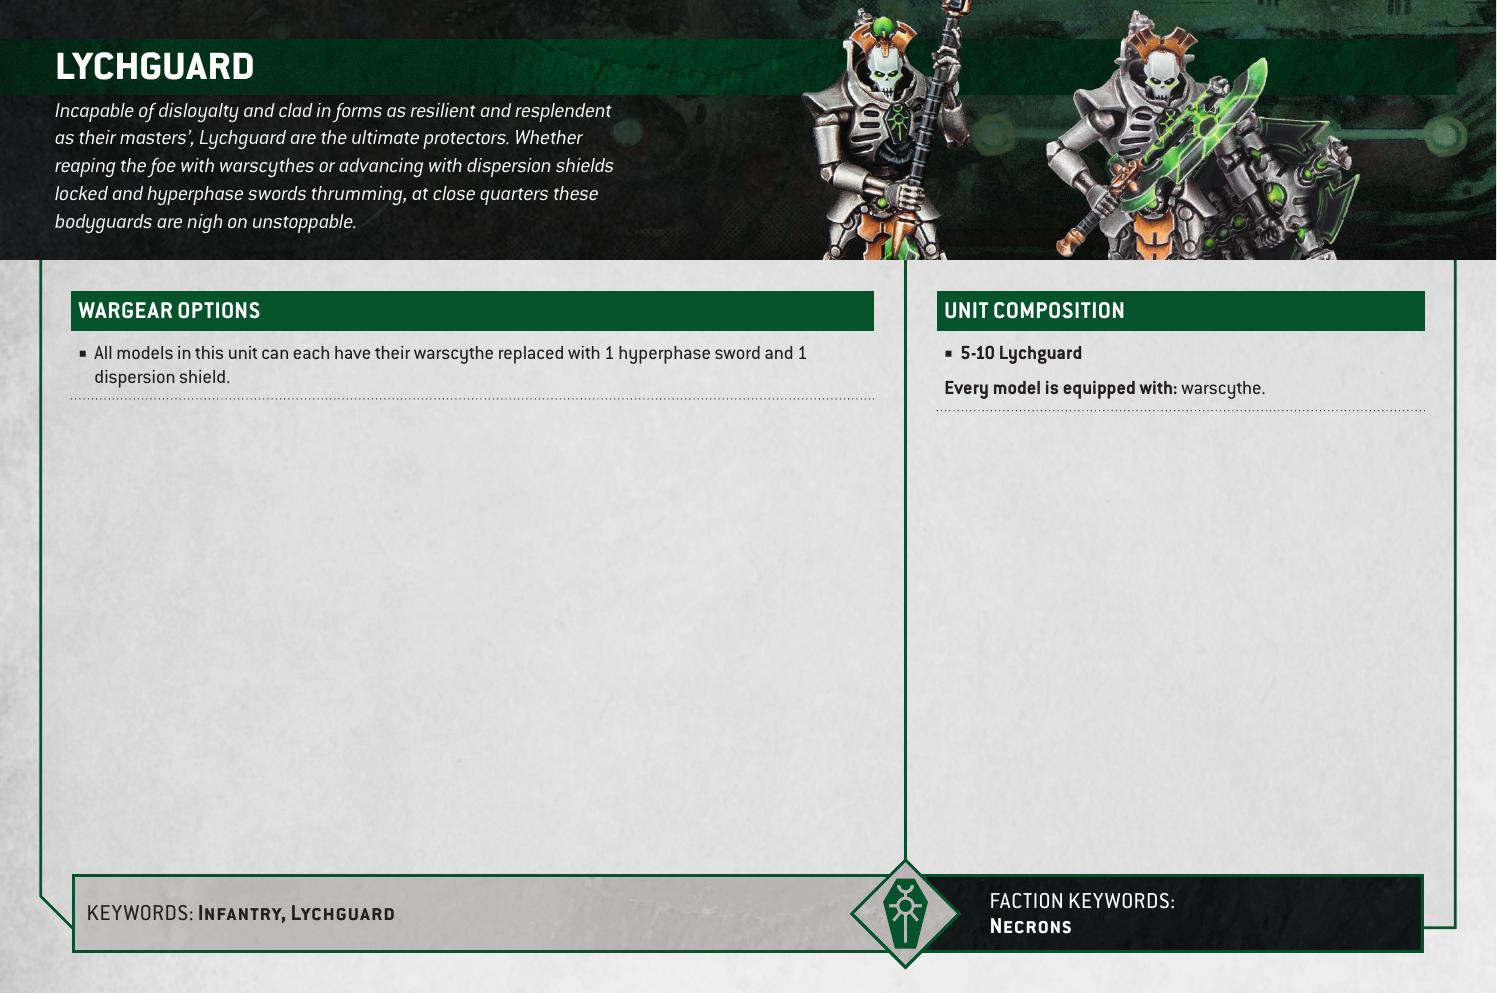 LYCHGUARD
Incapable of disloyalty and clad in forms as resilient and resplendent
as their masters’, Lychguard are the ultimate protectors. Whether
reaping the foe with warscythes or advancing with dispersion shields
locked and hyperphase swords thrumming, at close quarters these
bodyguards are nigh on unstoppable.
WARGEAR OPTIONS
▪ All models in this unit can each have their warscythe replaced with 1 hyperphase sword and 1
dispersion shield.
UNIT COMPOSITION
▪ 5-10 Lychguard
Every model is equipped with: warscythe.
KEYWORDS: INFANTRY, LYCHGUARD
FACTION KEYWORDS:
NECRONS